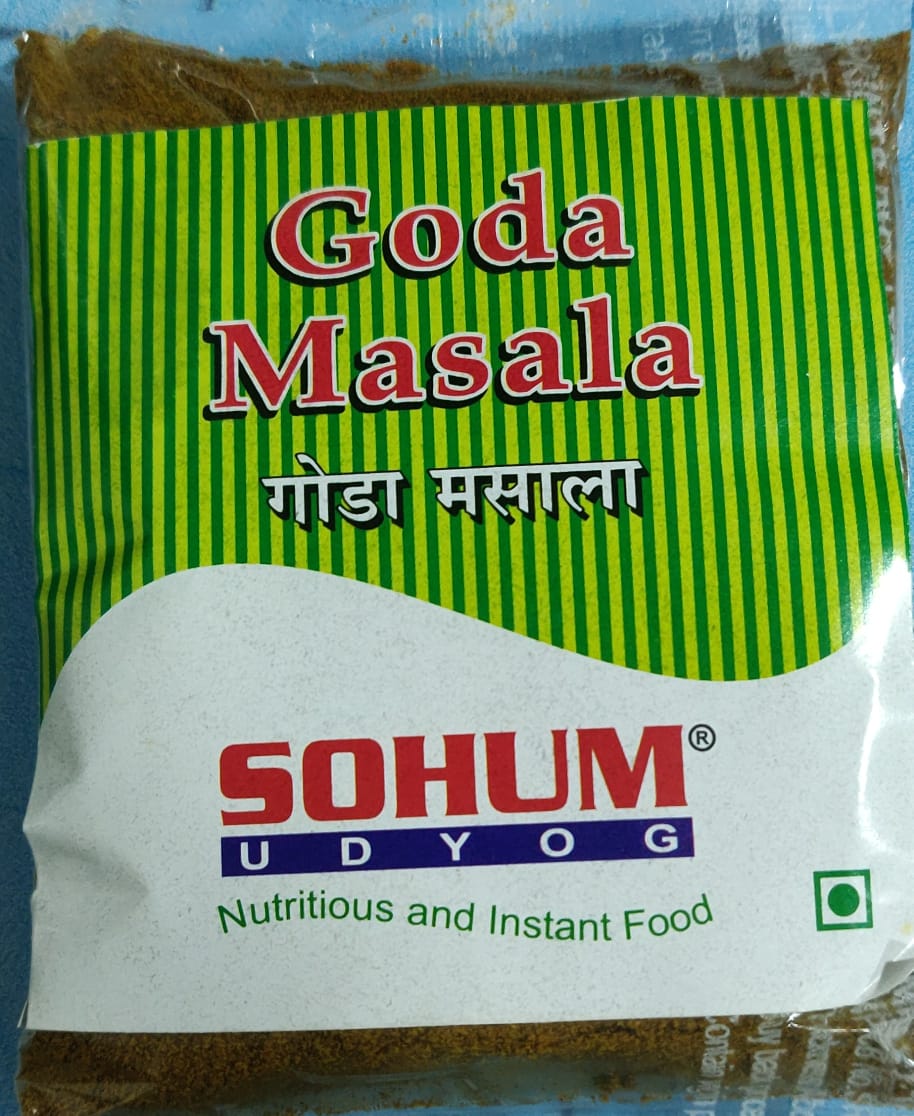 Goda
Masala
गोडा मसाला
SOHUM®
UDYOG
Nutritious and Instant Food